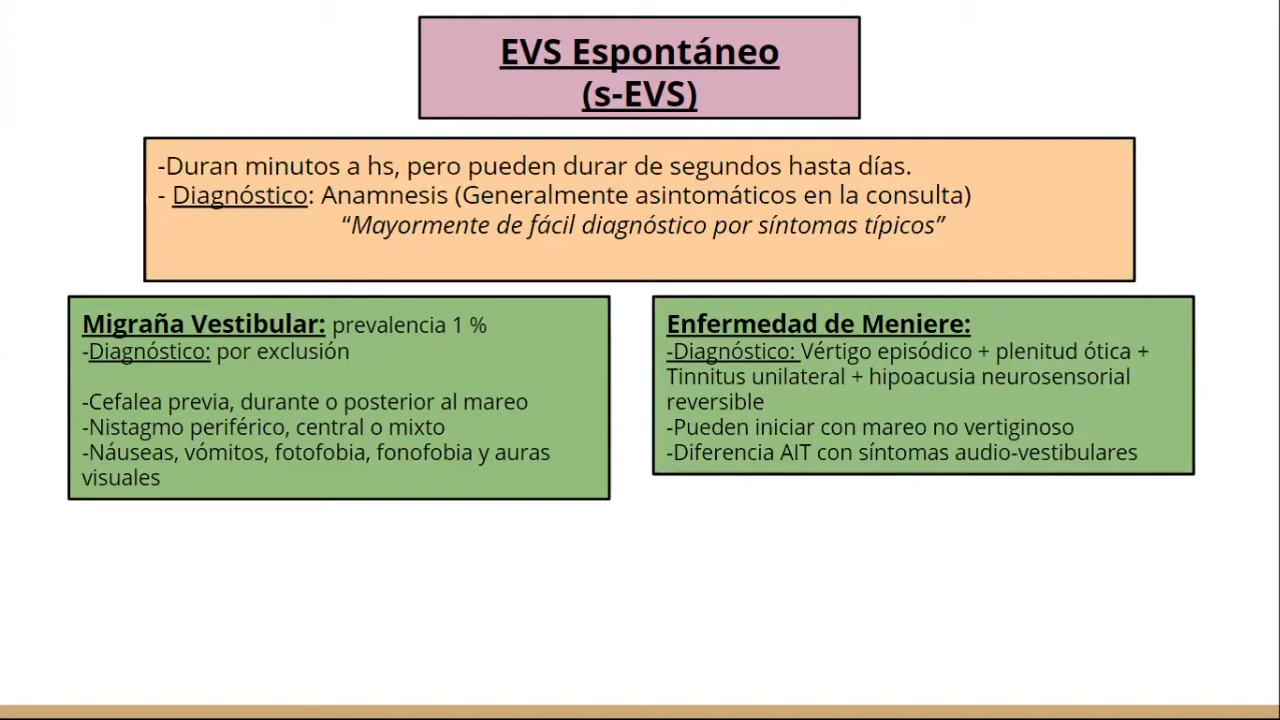 EVS Espontáneo
(s-EVS)
-Duran minutos a hs, pero pueden durar de segundos hasta días.
- Diagnóstico: Anamnesis (Generalmente asintomáticos en la consulta)
“Mayormente de fácil diagnóstico por síntomas típicos”
Migraña Vestibular: prevalencia 1 %
-Diagnóstico: por exclusión
-Cefalea previa, durante o posterior al mareo
-Nistagmo periférico, central o mixto
-Náuseas, vómitos, fotofobia, fonofobia y auras
visuales
Enfermedad de Meniere:
-Diagnóstico: Vértigo episódico + plenitud ótica +
Tinnitus unilateral + hipoacusia neurosensorial
reversible
-Pueden iniciar con mareo no vertiginoso
-Diferencia AIT con síntomas audio-vestibulares